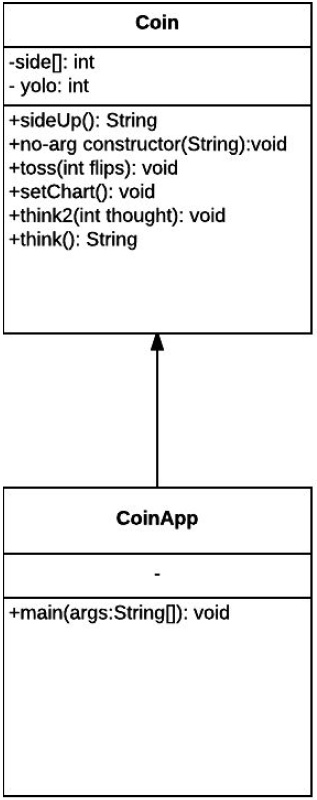 Coin
-side[]: int
- yolo: int
+sideUp(): String
+no-arg constructor(String):void
+toss(int flips): void
+setChart(): void
+think2(int thought): void
+think(): String
CoinApp
-
+main(args:String[]): void